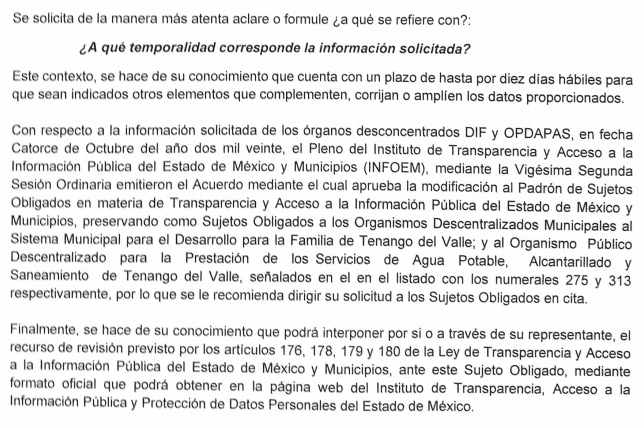 Se solicita de la manera más atenta aclare o formule ¿a qué se refiere con?:
¿A qué temporalidad corresponde la información solicitada?
Este contexto, se hace de su conocimiento que cuenta con un plazo de hasta por diez días hábiles para
que sean indicados otros elementos que complementen, corrijan o amplíen los datos proporcionados.
Con respecto a la información solicitada de los órganos desconcentrados DIF y OPDAPAS, en fecha
Catorce de Octubre del año dos mil veinte, el Pleno del Instituto de Transparencia y Acceso a la
Información Pública del Estado de México y Municipios (INFOEM), mediante la Vigésima Segunda
Sesión Ordinaria emitieron el Acuerdo mediante el cual aprueba la modificación al Padrón de Sujetos
Obligados en materia de Transparencia y Acceso a la Información Pública del Estado de México y
Municipios, preservando como Sujetos Obligados a los Organismos Descentralizados Municipales al
Sistema Municipal para el Desarrollo para la Familia de Tenango del Valle; y al Organismo Público
Descentralizado para la Prestación de los Servicios de Agua Potable, Alcantarillado y
Saneamiento de Tenango del Valle, señalados en el en el listado con los numerales 275 y 313
respectivamente, por lo que se le recomienda dirigir su solicitud a los Sujetos Obligados en cita.
Finalmente, se hace de su conocimiento que podrá interponer por si o a través de su representante, el
recurso de revisión previsto por los artículos 176, 178, 179 y 180 de la Ley de Transparencia y Acceso
a la Información Pública del Estado de México y Municipios, ante este Sujeto Obligado, mediante
formato oficial que podrá obtener en la página web del Instituto de Transparencia, Acceso a la
Información Pública y Protección de Datos Personales del Estado de México.